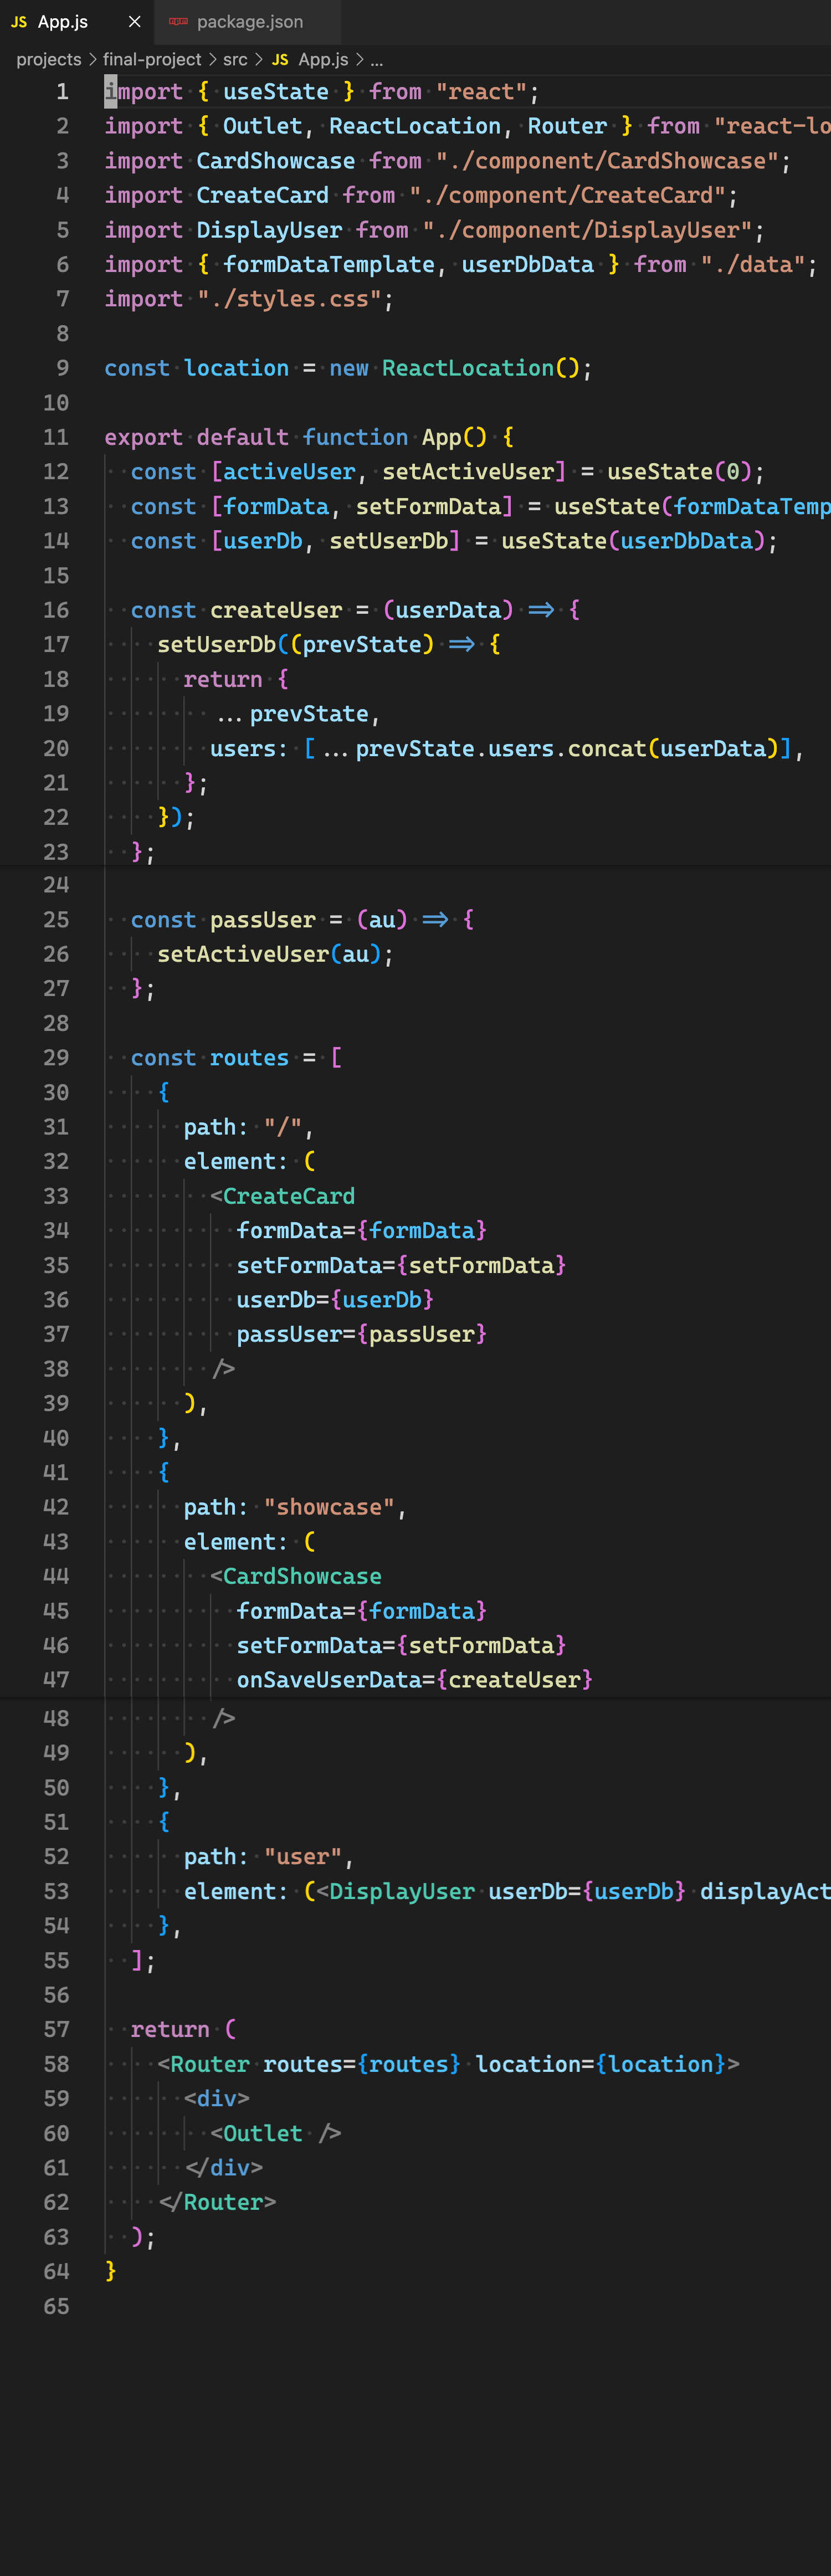 JS App.js × package.json
projects > final-project > src > JS App.js > ...
1 import { useState } from "react";
2 import { Outlet, ReactLocation, Router } from "react-lo
3 import CardShowcase from "./component/CardShowcase";
4 import CreateCard from "./component/CreateCard";
5 import DisplayUser from "./component/DisplayUser";
6 import { formDataTemplate, userDbData } from "./data";
7 import "./styles.css";
8
9 const location = new ReactLocation();
10
11 export default function App() {
12   const [activeUser, setActiveUser] = useState(0);
13   const [formData, setFormData] = useState(formDataTemp
14   const [userDb, setUserDb] = useState(userDbData);
15
16   const createUser = (userData) => {
17     setUserDb((prevState) => {
18       return {
19         ...prevState,
20         users: [...prevState.users.concat(userData)],
21       };
22     });
23   };
24
25   const passUser = (au) => {
26     setActiveUser(au);
27   };
28
29   const routes = [
30     {
31       path: "/",
32       element: (
33         <CreateCard
34           formData={formData}
35           setFormData={setFormData}
36           userDb={userDb}
37           passUser={passUser}
38         />
39       ),
40     },
41     {
42       path: "showcase",
43       element: (
44         <CardShowcase
45           formData={formData}
46           setFormData={setFormData}
47           onSaveUserData={createUser}
48         />
49       ),
50     },
51     {
52       path: "user",
53       element: (<DisplayUser userDb={userDb} displayAct
54     },
55   ];
56
57   return (
58     <Router routes={routes} location={location}>
59       <div>
60         <Outlet />
61       </div>
62     </Router>
63   );
64 }
65